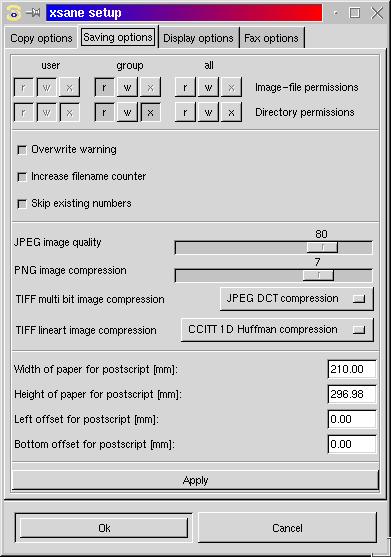 xsane setup
Copy options Saving options Display options Fax options
user group all
r w x r w x r w x Image-file permissions
r w x r w x r w x Directory permissions
Overwrite warning
Increase filename counter
Skip existing numbers
80
JPEG image quality
7
PNG image compression
TIFF multi bit image compression JPEG DCT compression
TIFF lineart image compression CCITT 1D Huffman compression
Width of paper for postscript [mm]: 210.00
Height of paper for postscript [mm]: 296.98
Left offset for postscript [mm]: 0.00
Bottom offset for postscript [mm]: 0.00
Apply
Ok Cancel